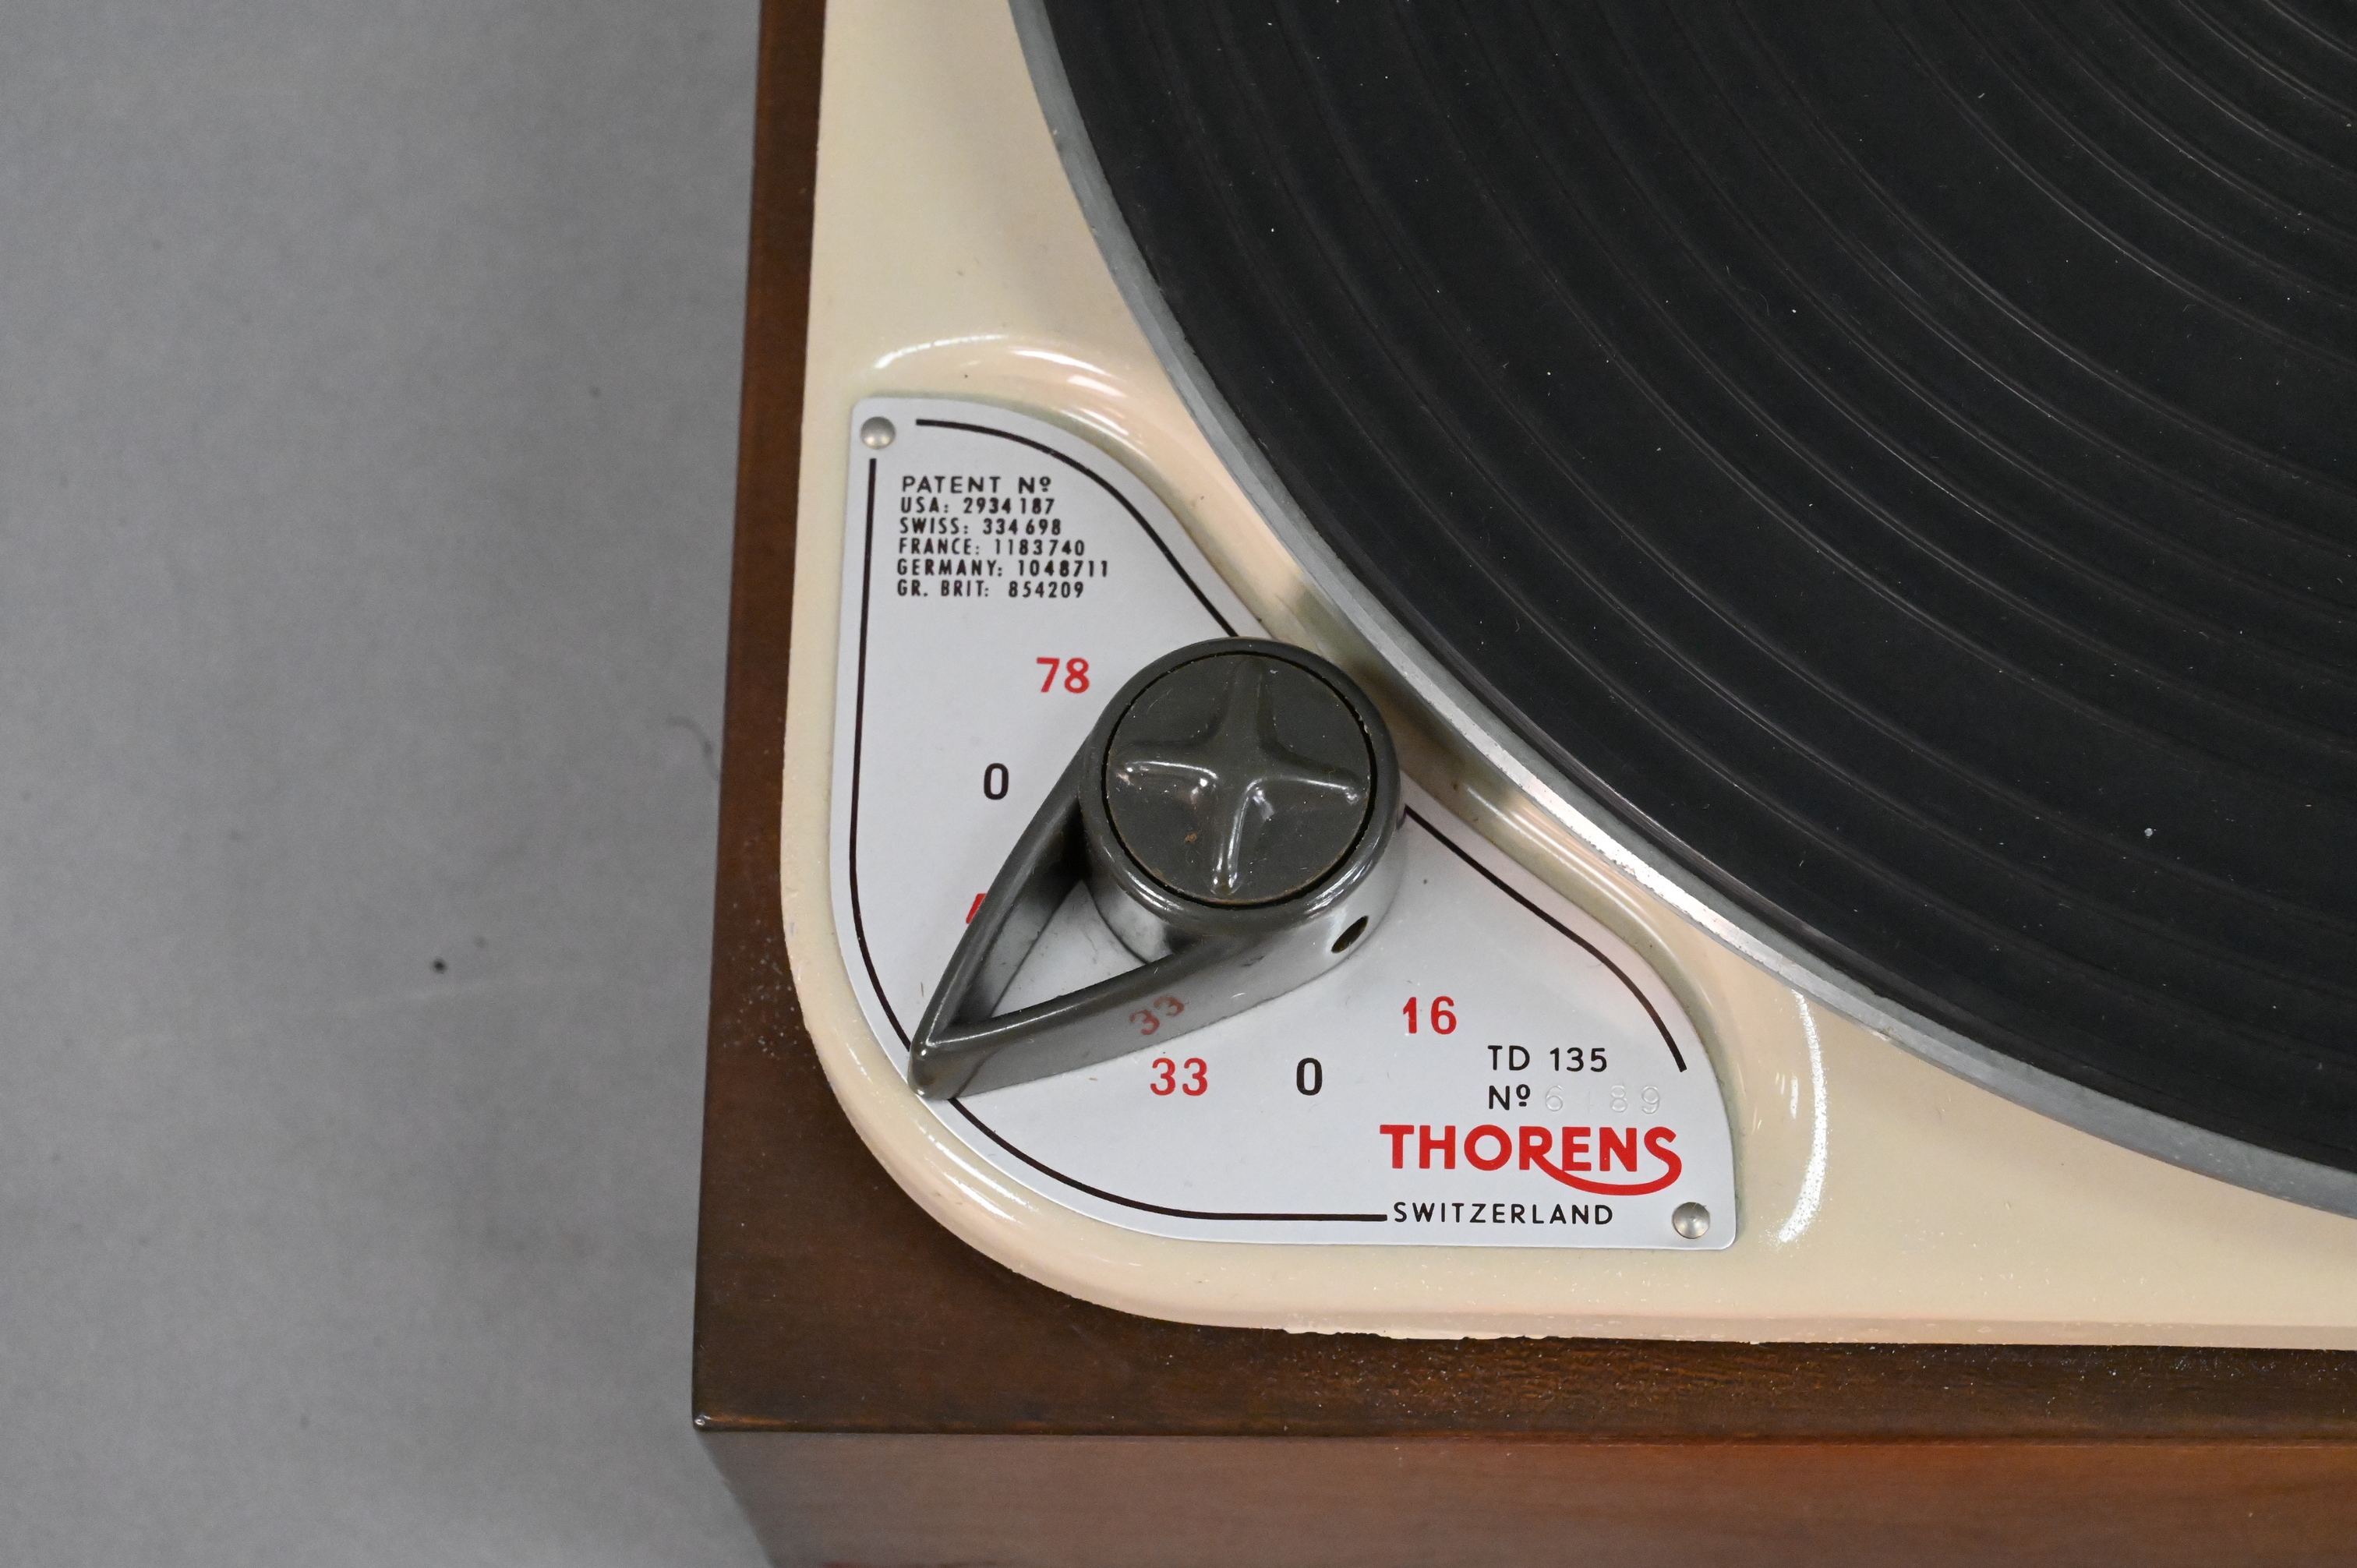 PATENT Nº
USA: 2934187
SWISS: 334698
FRANCE: 1183740
GERMANY: 1048711
GR. BRIT: 854209
78
0
33
0
16
TD 135
Nº
THORENS
SWITZERLAND